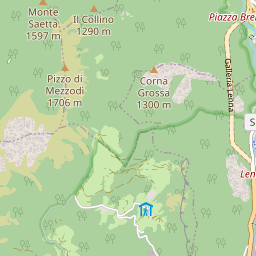 Monte
Saetta
1597 m
Il Collino
1290 m
Piazza Bre
Pizzo di
Mezzodì
1706 m
Corna
Grossa
1300 m
Galleria Lenna
S
Len